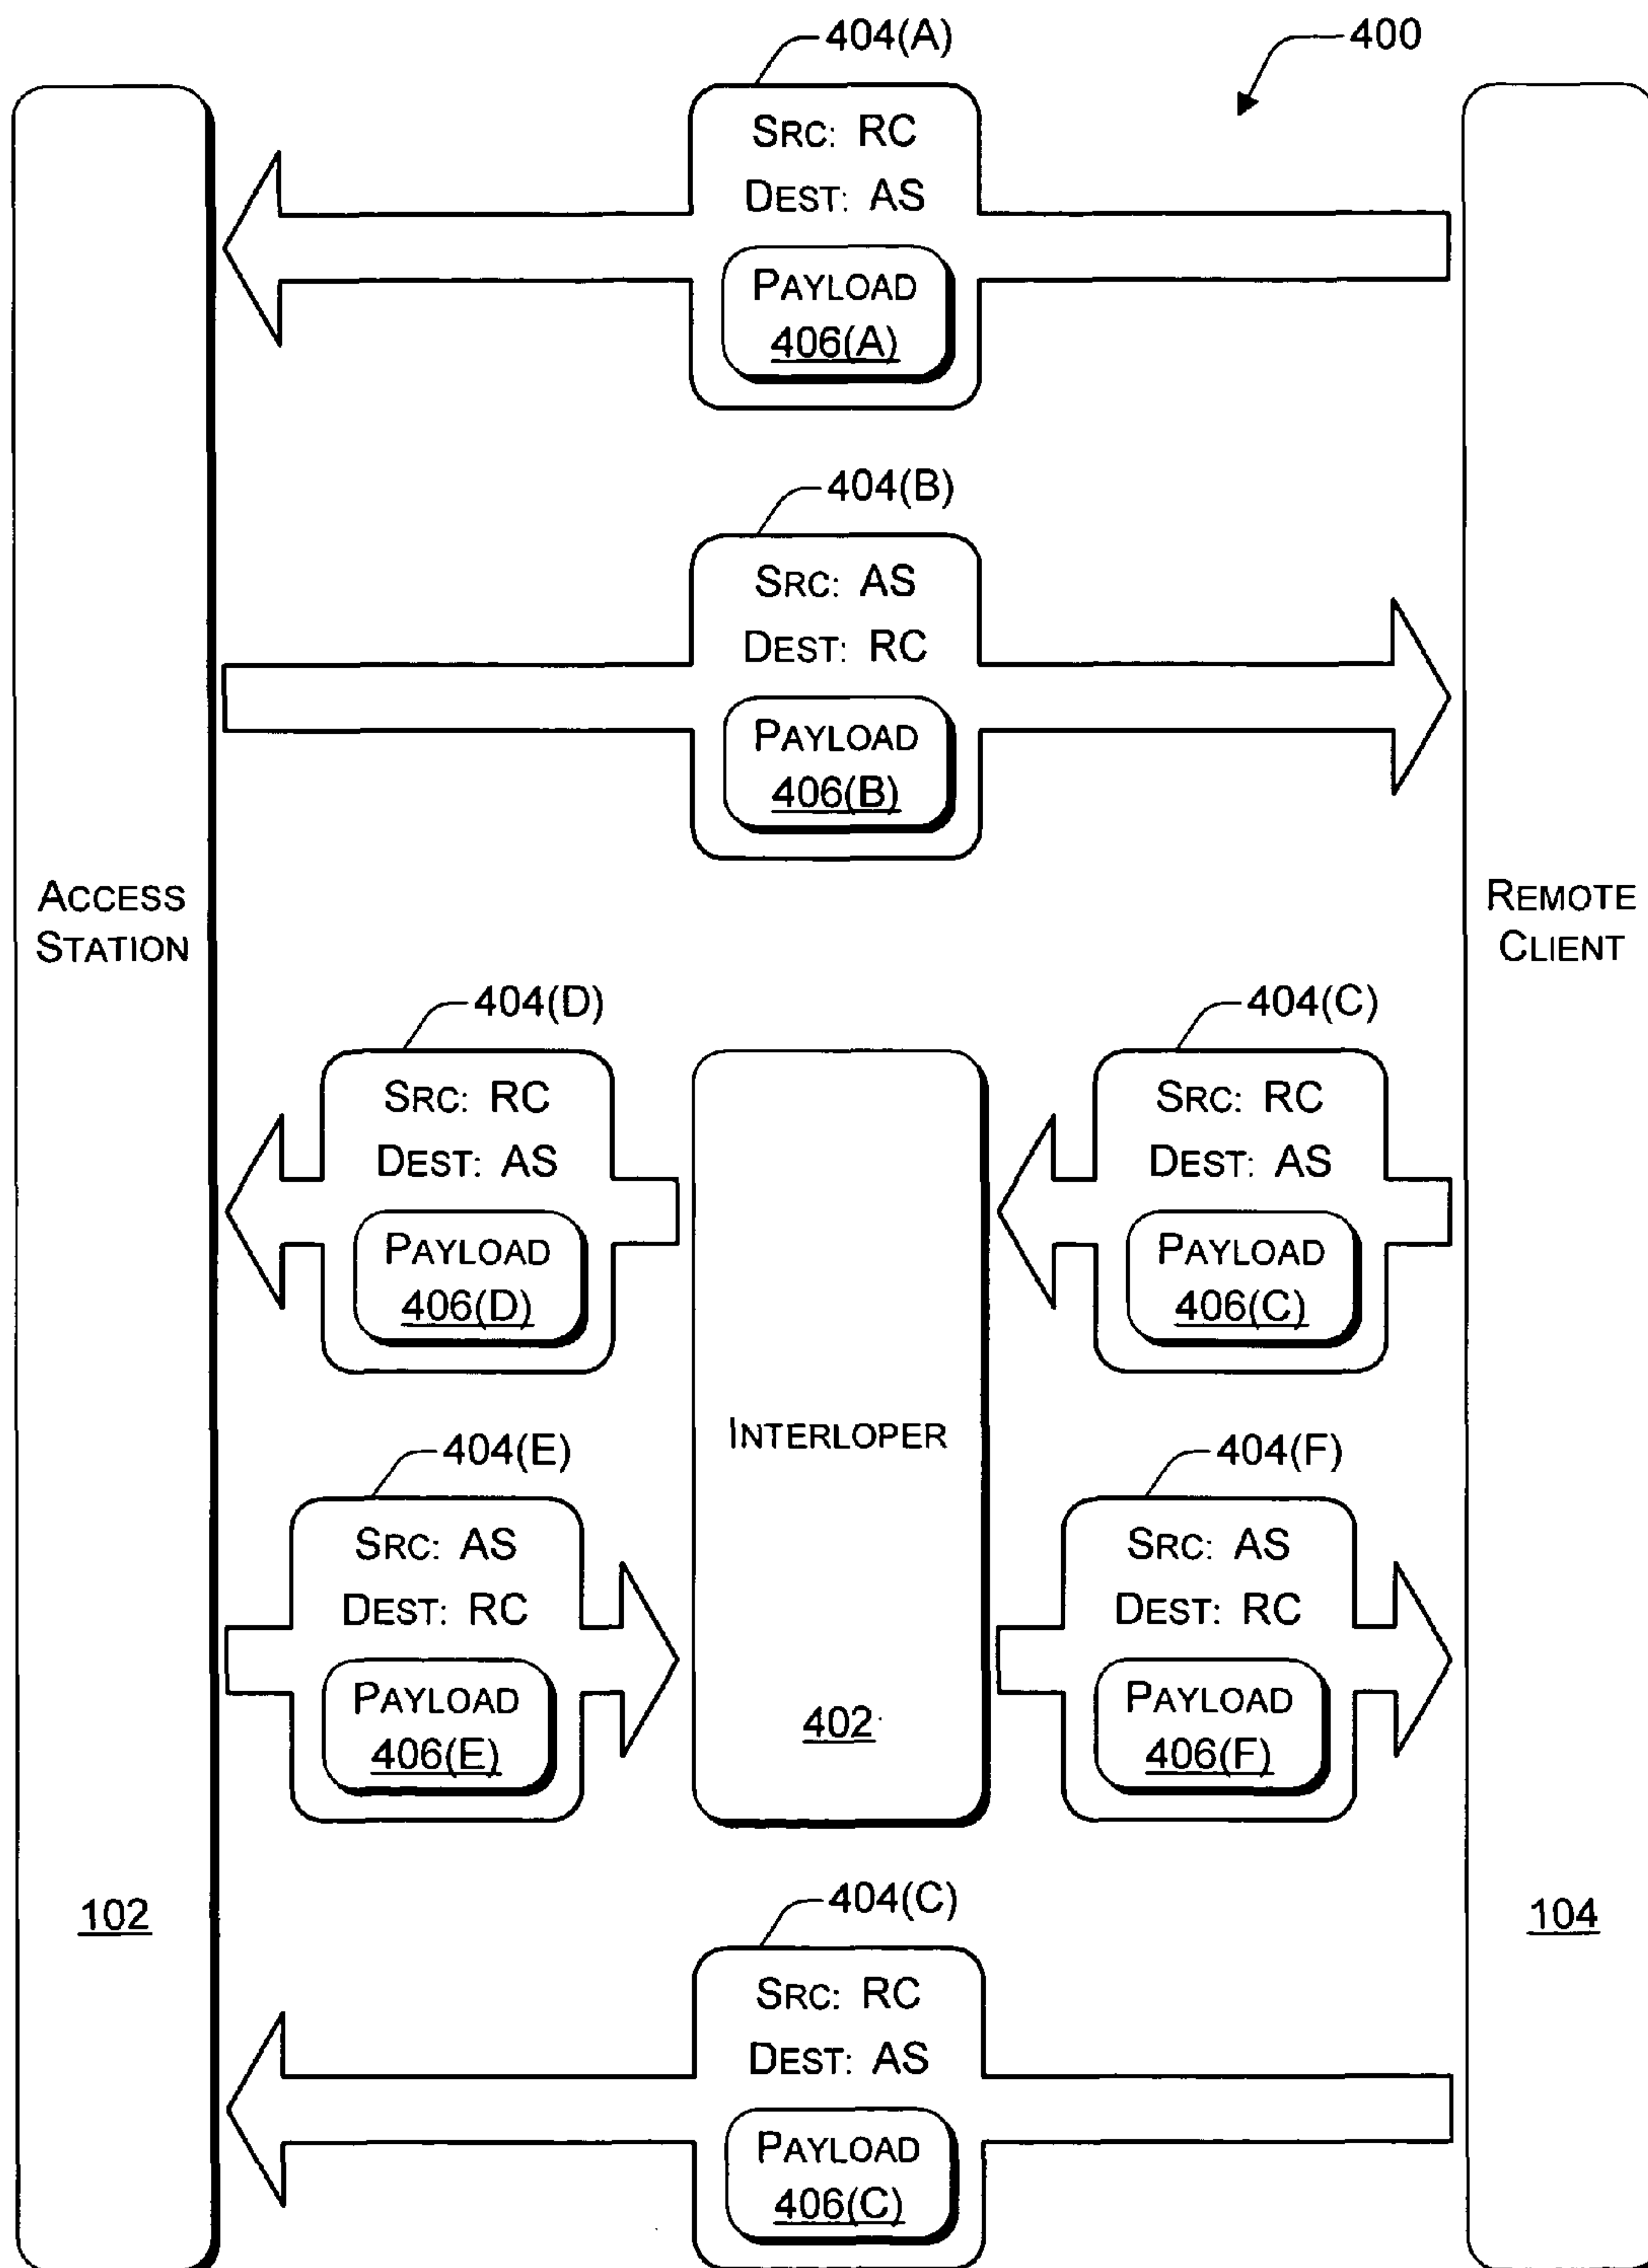 404(A)
400
SRC: RC
DEST: AS
PAYLOAD
406(A)
404(B)
SRC: AS
DEST: RC
PAYLOAD
406(B)
ACCESS
STATION
REMOTE
CLIENT
404(D)
SRC: RC
DEST: AS
PAYLOAD
406(D)
404(C)
SRC: RC
DEST: AS
PAYLOAD
406(C)
INTERLOPER
402
404(E)
SRC: AS
DEST: RC
PAYLOAD
406(E)
404(F)
SRC: AS
DEST: RC
PAYLOAD
406(F)
102
104
404(C)
SRC: RC
DEST: AS
PAYLOAD
406(C)